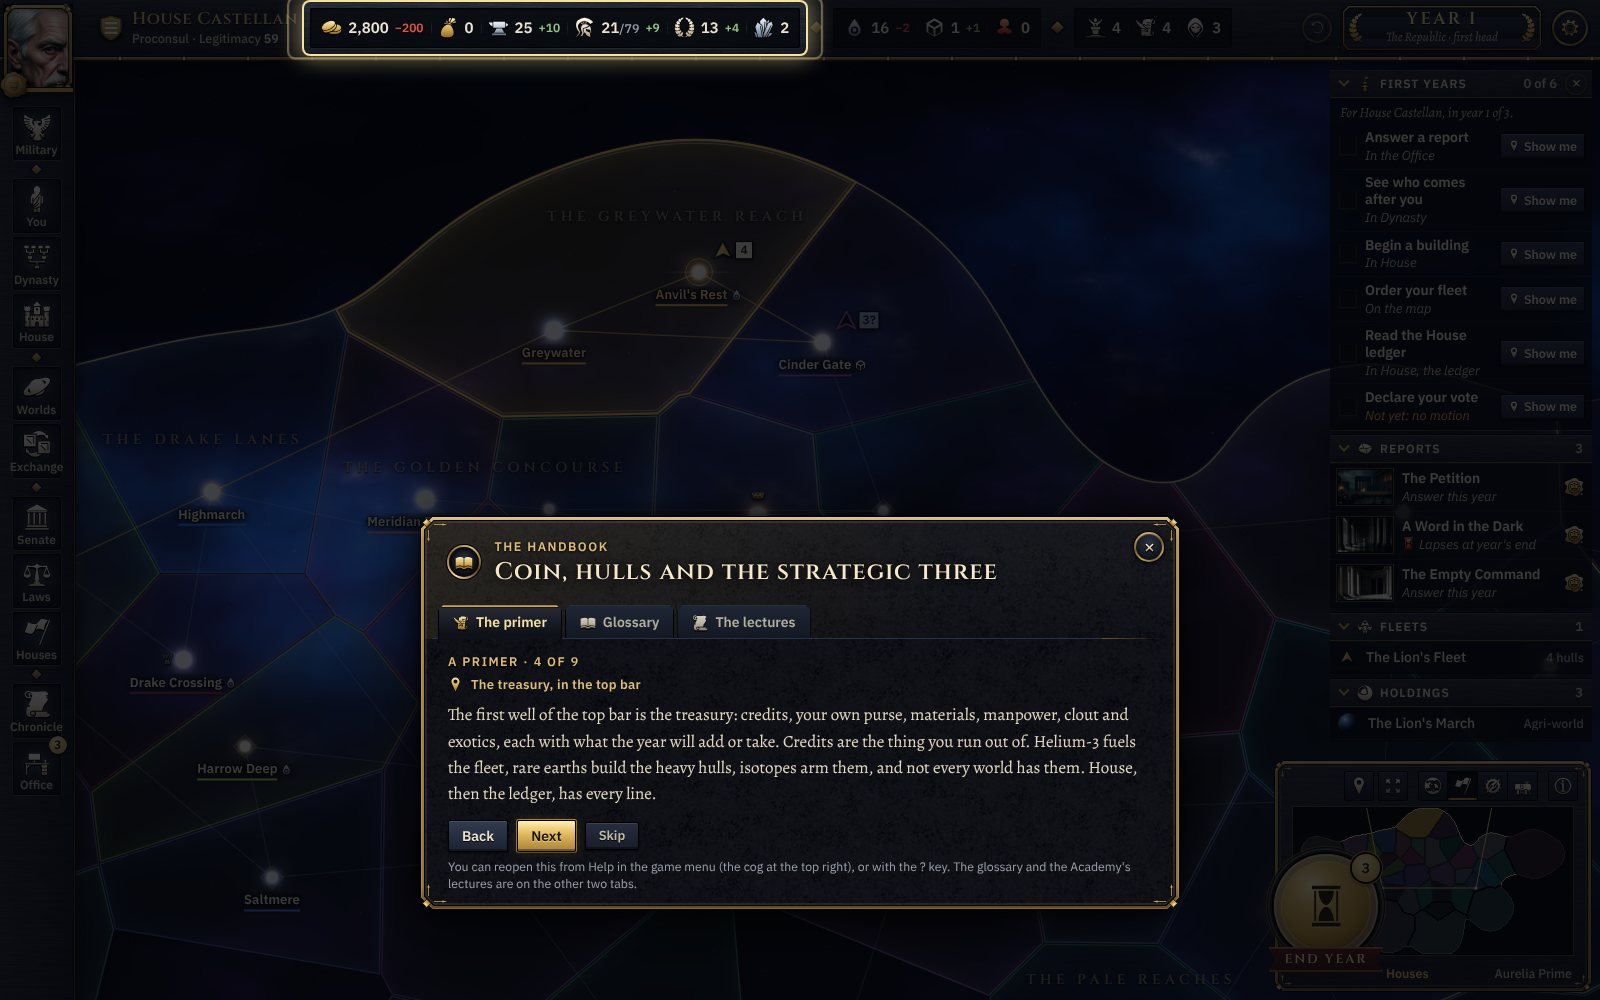 HOUSE CASTELLAN
Proconsul · Legitimacy 59
2,800 −200
0
25 +10
21/79 +9
13 +4
2
16 −2
1 +1
0
4
4
3
YEAR I
The Republic · first head
Military
You
Dynasty
House
Worlds
Exchange
Senate
Laws
Houses
Chronicle
3
Office
THE GREYWATER REACH
4
Anvil's Rest
3?
Greywater
Cinder Gate
THE DRAKE LANES
THE GOLDEN CONCOURSE
Highmarch
Meridian
Drake Crossing
Harrow Deep
Saltmere
THE PALE REACHES
FIRST YEARS 0 of 6
For House Castellan, in year 1 of 3.
Answer a report
In the Office
Show me
See who comes
after you
In Dynasty
Show me
Begin a building
In House
Show me
Order your fleet
On the map
Show me
Read the House
ledger
In House, the ledger
Show me
Declare your vote
Not yet: no motion
Show me
REPORTS 3
The Petition
Answer this year
A Word in the Dark
Lapses at year's end
The Empty Command
Answer this year
FLEETS 1
The Lion's Fleet 4 hulls
HOLDINGS 3
The Lion's March Agri-world
THE HANDBOOK
COIN, HULLS AND THE STRATEGIC THREE
The primer
Glossary
The lectures
A PRIMER · 4 OF 9
The treasury, in the top bar
The first well of the top bar is the treasury: credits, your own purse, materials, manpower, clout and
exotics, each with what the year will add or take. Credits are the thing you run out of. Helium-3 fuels
the fleet, rare earths build the heavy hulls, isotopes arm them, and not every world has them. House,
then the ledger, has every line.
Back
Next
Skip
You can reopen this from Help in the game menu (the cog at the top right), or with the ? key. The glossary and the Academy's
lectures are on the other two tabs.
3
END YEAR
Houses
Aurelia Prime